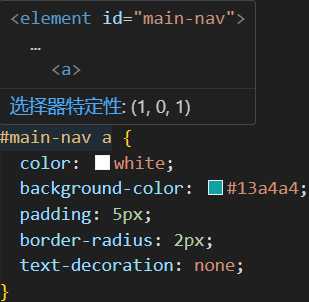 <element id="main-nav">
…
<a>
选择器特定性: (1, 0, 1)
#main-nav a {
color: white;
background-color: #13a4a4;
padding: 5px;
border-radius: 2px;
text-decoration: none;
}